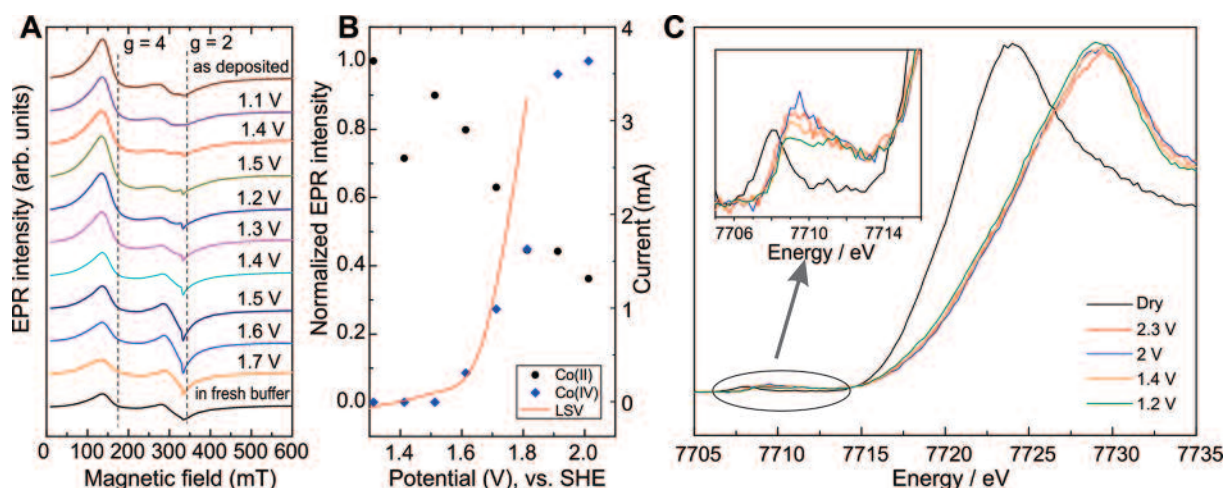 A
g = 4
g = 2
as deposited
1.1 V
1.4 V
1.5 V
1.2 V
1.3 V
1.4 V
1.5 V
1.6 V
1.7 V
in fresh buffer
EPR intensity (arb. units)
0 100 200 300 400 500 600
Magnetic field (mT)
B
Normalized EPR intensity
1.0
0.8
0.6
0.4
0.2
0.0
4
3
2
1
0
Current (mA)
Co(II)
Co(IV)
LSV
1.4 1.6 1.8 2.0
Potential (V), vs. SHE
C
7706 7710 7714
Energy / eV
Dry
2.3 V
2 V
1.4 V
1.2 V
7705 7710 7715 7720 7725 7730 7735
Energy / eV